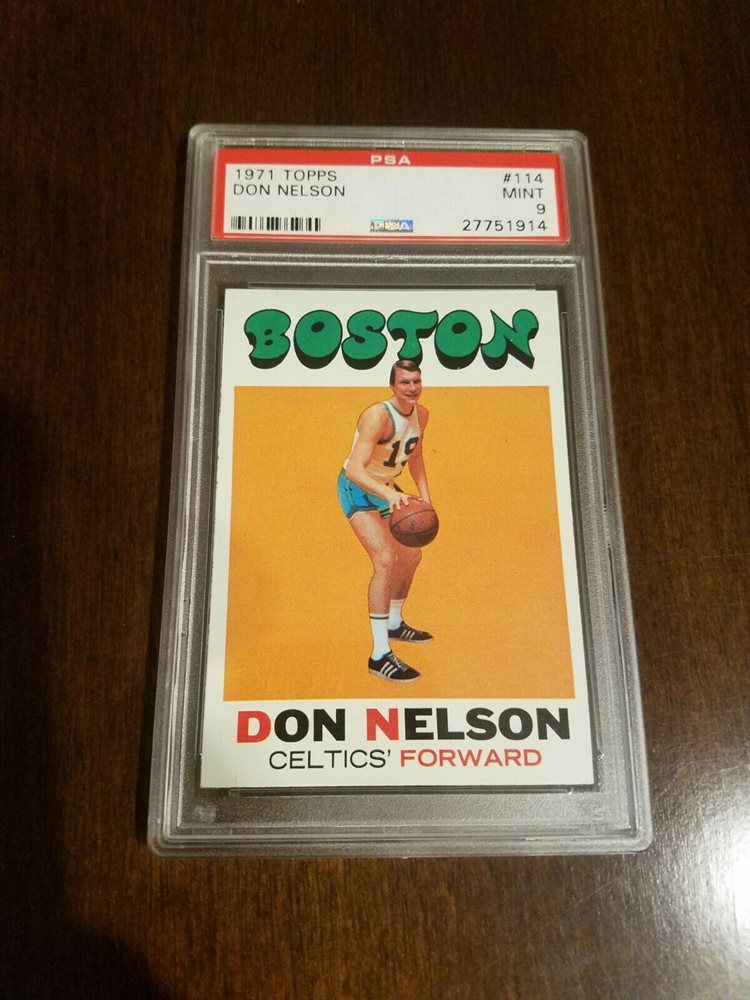 PSA
1971 TOPPS #114
DON NELSON MINT
9
27751914
BOSTON
19
DON NELSON
CELTICS' FORWARD